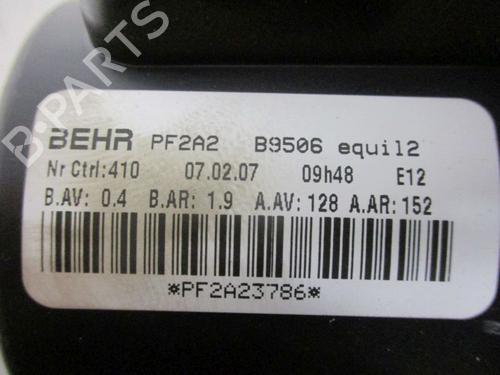 B-PARTS
BEHR PF2A2 B9506 equil2
Nr Ctrl:410 07.02.07 09h48 E12
B.AV: 0.4 B.AR: 1.9 A.AV: 128 A.AR: 152
*PF2A23786*